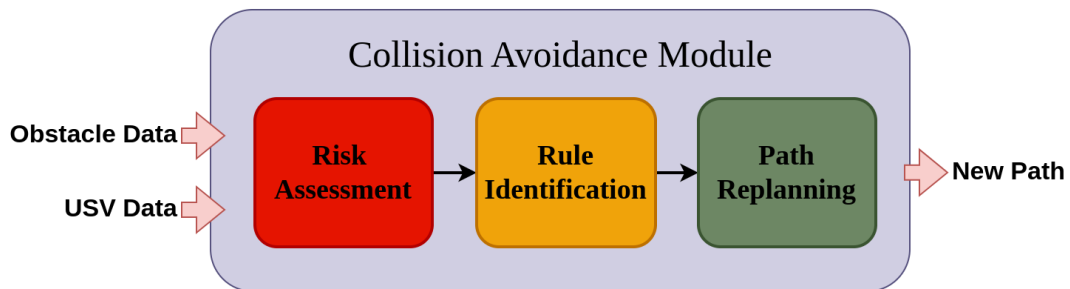 Collision Avoidance Module
Obstacle Data
USV Data
Risk
Assessment
Rule
Identification
Path
Replanning
New Path